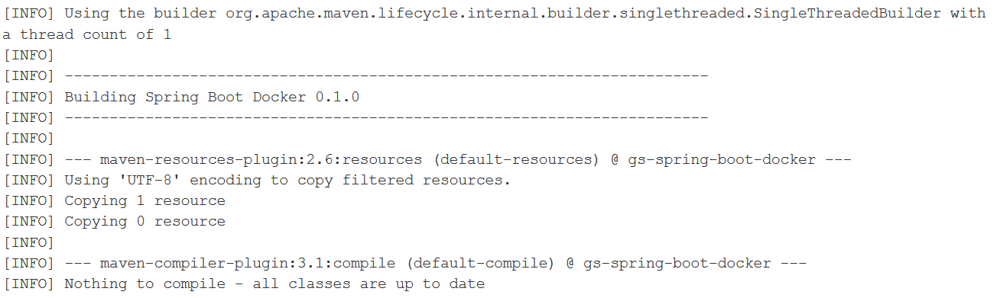 [INFO] Using the builder org.apache.maven.lifecycle.internal.builder.singlethreaded.SingleThreadedBuilder with
a thread count of 1
[INFO]
[INFO] ------------------------------------------------------------------------
[INFO] Building Spring Boot Docker 0.1.0
[INFO] ------------------------------------------------------------------------
[INFO]
[INFO] --- maven-resources-plugin:2.6:resources (default-resources) @ gs-spring-boot-docker ---
[INFO] Using 'UTF-8' encoding to copy filtered resources.
[INFO] Copying 1 resource
[INFO] Copying 0 resource
[INFO]
[INFO] --- maven-compiler-plugin:3.1:compile (default-compile) @ gs-spring-boot-docker ---
[INFO] Nothing to compile - all classes are up to date